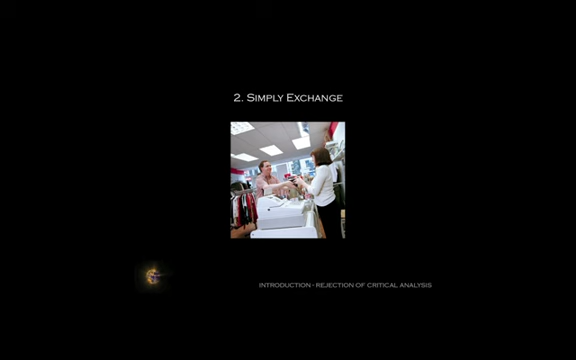 2. Simply Exchange
Introduction - Rejection of Critical Analysis